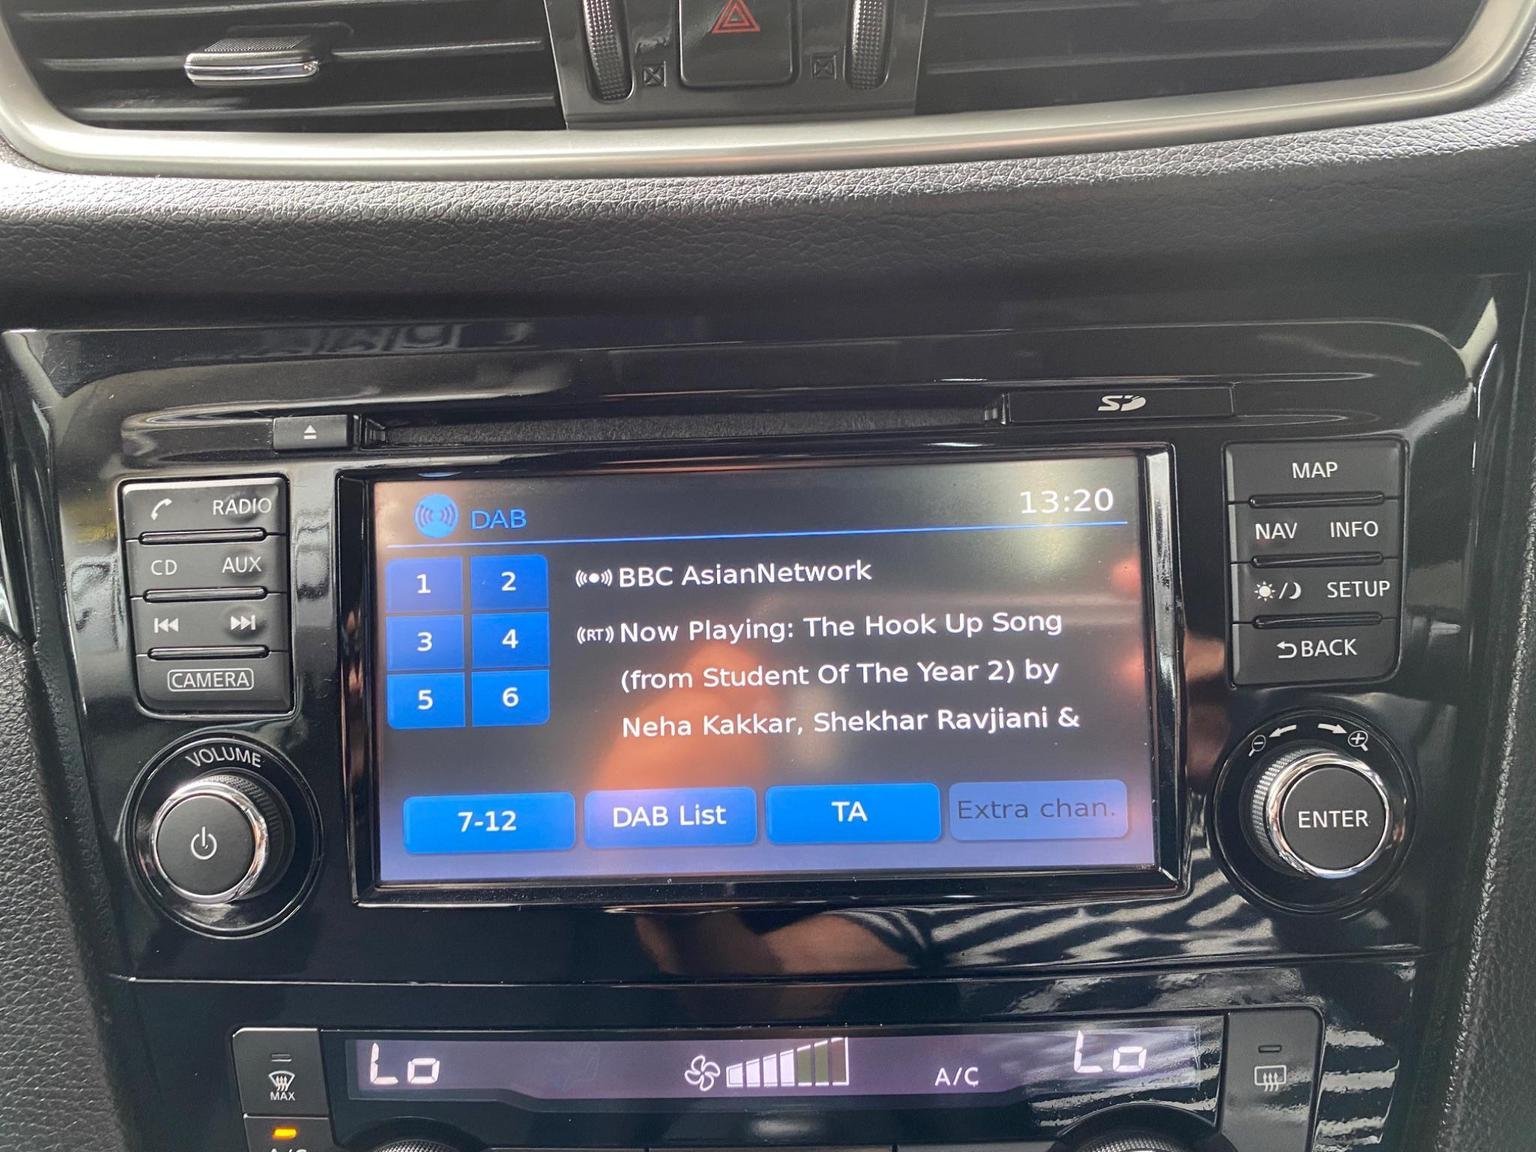 SD
RADIO
CD AUX
CAMERA
VOLUME
DAB
13:20
1 2
3 4
5 6
BBC AsianNetwork
(RT) Now Playing: The Hook Up Song
(from Student Of The Year 2) by
Neha Kakkar, Shekhar Ravjiani &
7-12
DAB List
TA
Extra chan.
MAP
NAV INFO
SETUP
BACK
ENTER
MAX
Lo
A/C
Lo
A/C